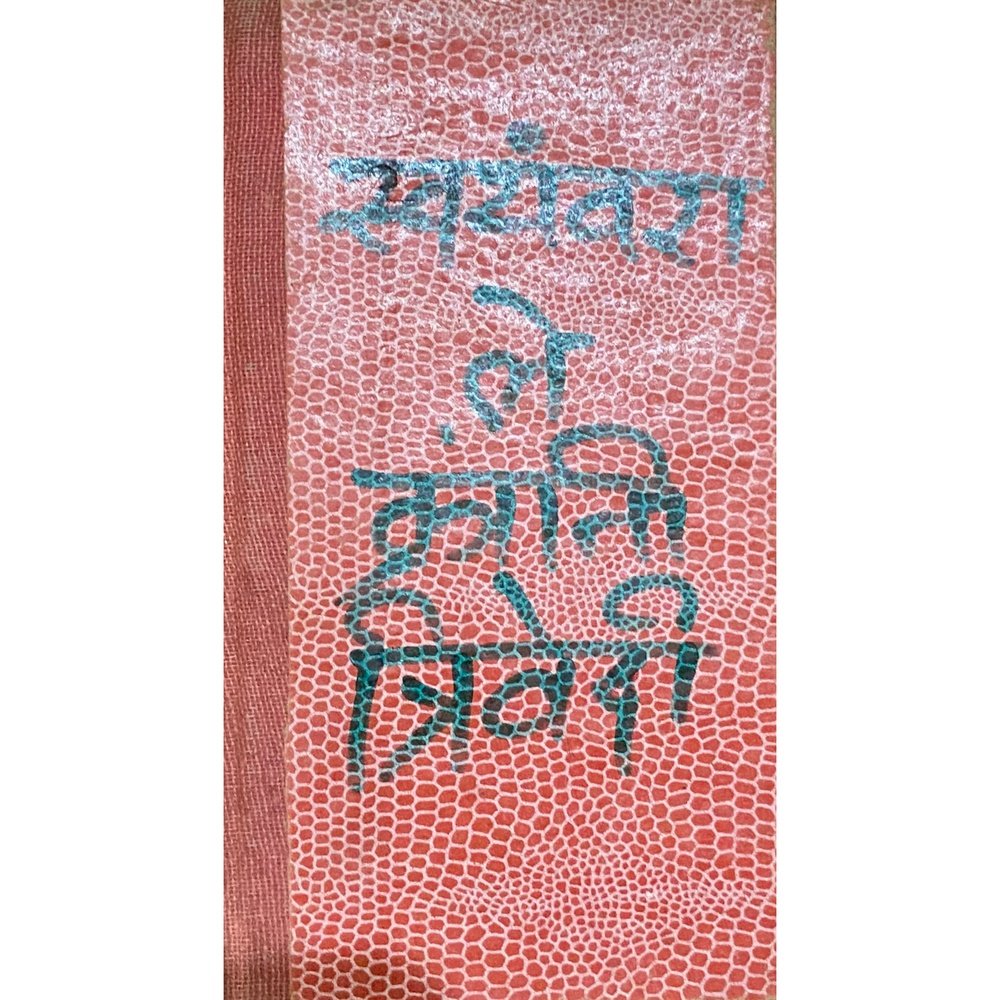 स्वयंवरा
ले.
क्रांति
त्रिवेदी